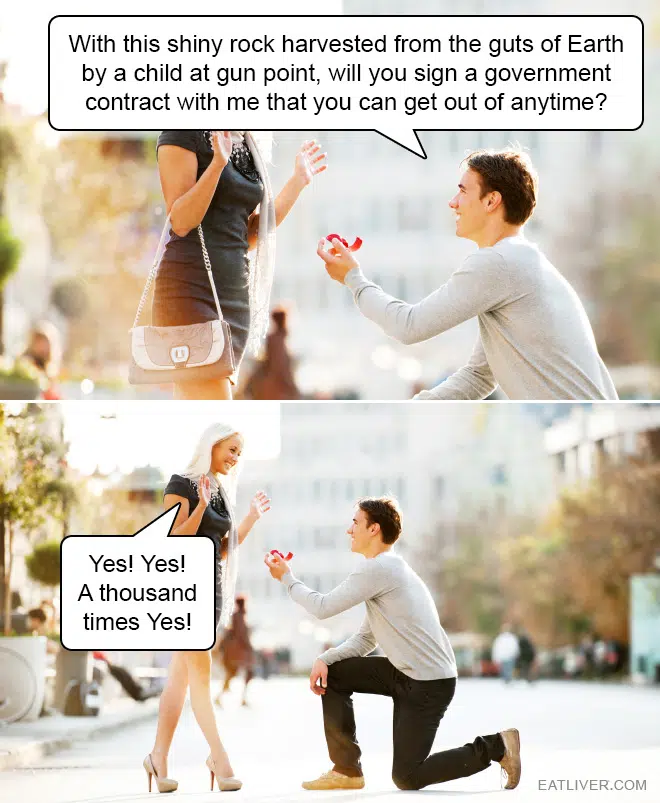 With this shiny rock harvested from the guts of Earth
by a child at gun point, will you sign a government
contract with me that you can get out of anytime?
Yes! Yes!
A thousand
times Yes!
EATLIVER.COM